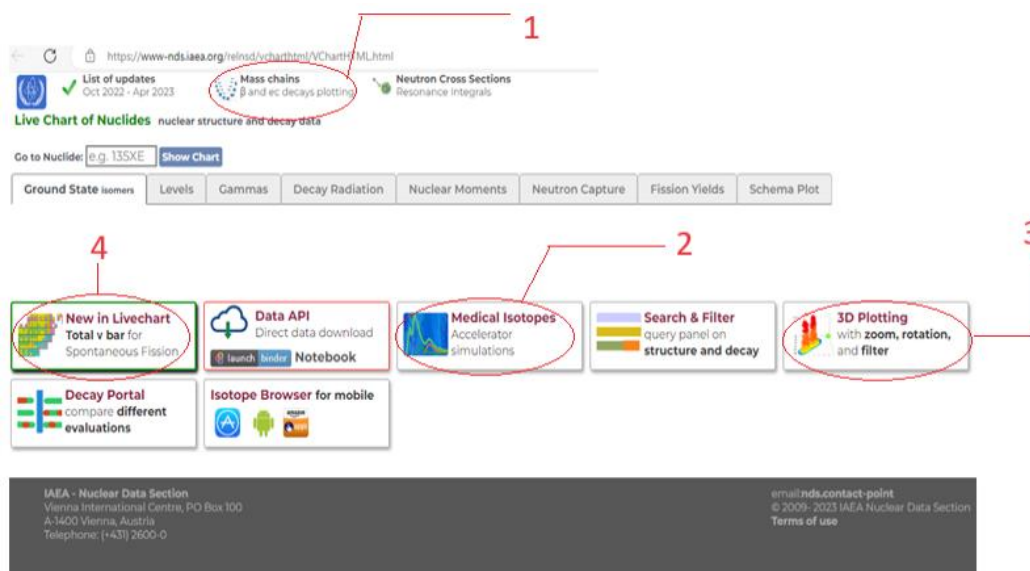 1
https://www-nds.iaea.org/relnsd/vcharthtml/VChartHTML.html
List of updates
Oct 2022 - Apr 2023
Mass chains
β and ec decays plotting
Neutron Cross Sections
Resonance Integrals
Live Chart of Nuclides nuclear structure and decay data
Go to Nuclide: e.g. 135XE Show Chart
Ground State isomers Levels Gammas Decay Radiation Nuclear Moments Neutron Capture Fission Yields Schema Plot
4
2
3
New in Livechart
Total ν bar for
Spontaneous Fission
Data API
Direct data download
launch binder Notebook
Medical Isotopes
Accelerator
simulations
Search & Filter
query panel on
structure and decay
3D Plotting
with zoom, rotation,
and filter
Decay Portal
compare different
evaluations
Isotope Browser for mobile
amazon
apps
IAEA - Nuclear Data Section
Vienna International Centre, PO Box 100
A-1400 Vienna, Austria
Telephone: (+431) 2600-0
email:nds.contact-point
© 2009- 2023 IAEA Nuclear Data Section
Terms of use